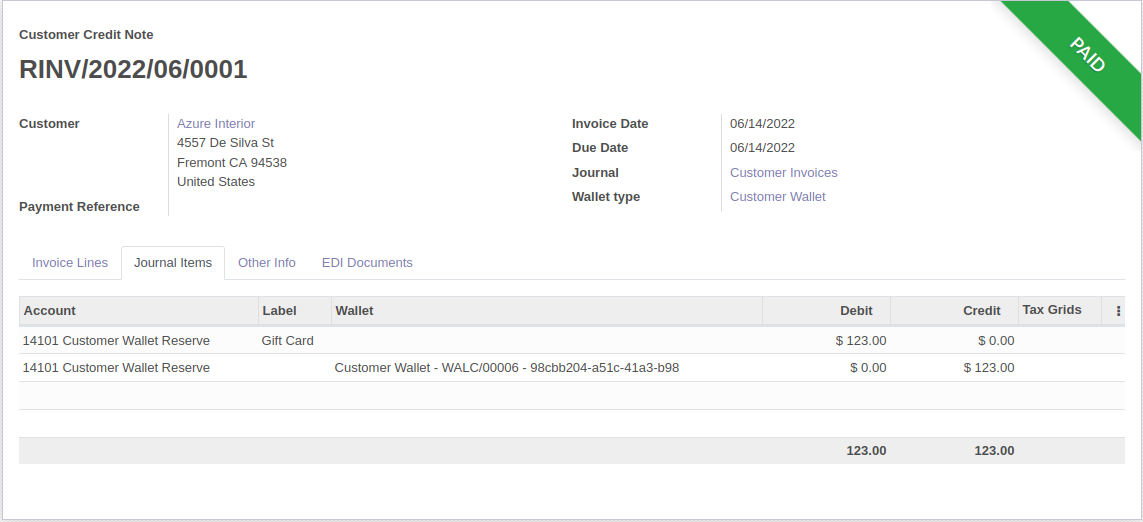 Customer Credit Note
PAID
RINV/2022/06/0001
Customer
Azure Interior
4557 De Silva St
Fremont CA 94538
United States
Payment Reference
Invoice Date 06/14/2022
Due Date 06/14/2022
Journal Customer Invoices
Wallet type Customer Wallet
Invoice Lines Journal Items Other Info EDI Documents
Account Label Wallet Debit Credit Tax Grids
14101 Customer Wallet Reserve Gift Card $ 123.00 $ 0.00
14101 Customer Wallet Reserve Customer Wallet - WALC/00006 - 98cbb204-a51c-41a3-b98 $ 0.00 $ 123.00
123.00 123.00